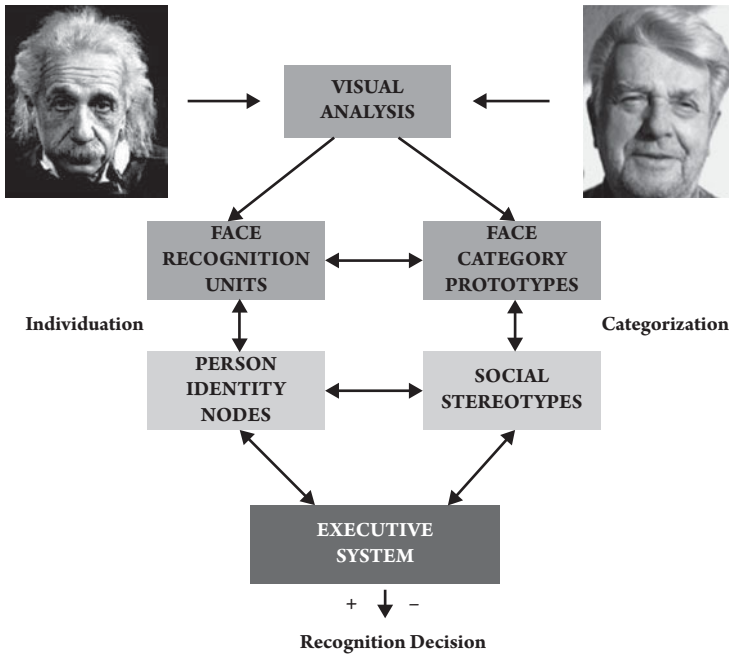 VISUAL
ANALYSIS
FACE
RECOGNITION
UNITS
FACE
CATEGORY
PROTOTYPES
Individuation
Categorization
PERSON
IDENTITY
NODES
SOCIAL
STEREOTYPES
EXECUTIVE
SYSTEM
+ –
Recognition Decision